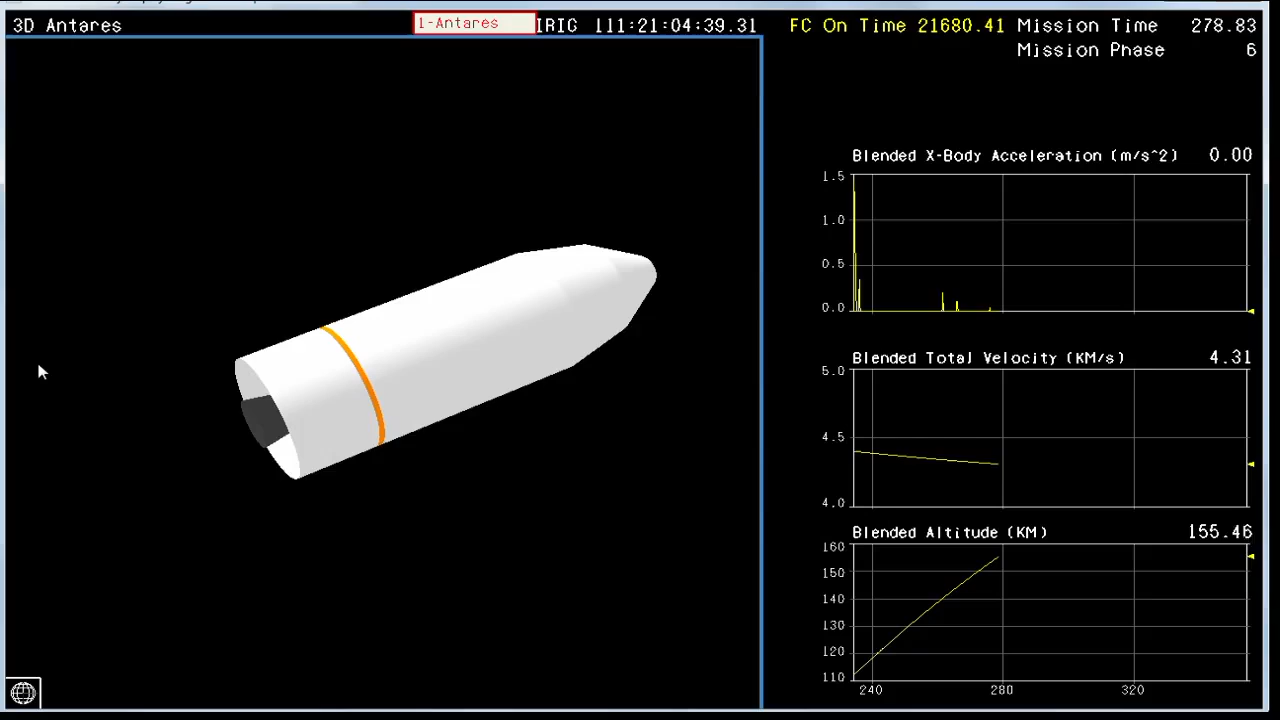 3D Antares
1-Antares
IRIG 111:21:04:39.31
FC On Time 21680.41 Mission Time 278.83
Mission Phase 6
Blended X-Body Acceleration (m/s^2) 0.00
1.5
1.0
0.5
0.0
Blended Total Velocity (KM/s) 4.31
5.0
4.5
4.0
Blended Altitude (KM) 155.46
160
150
140
130
120
110
240 280 320